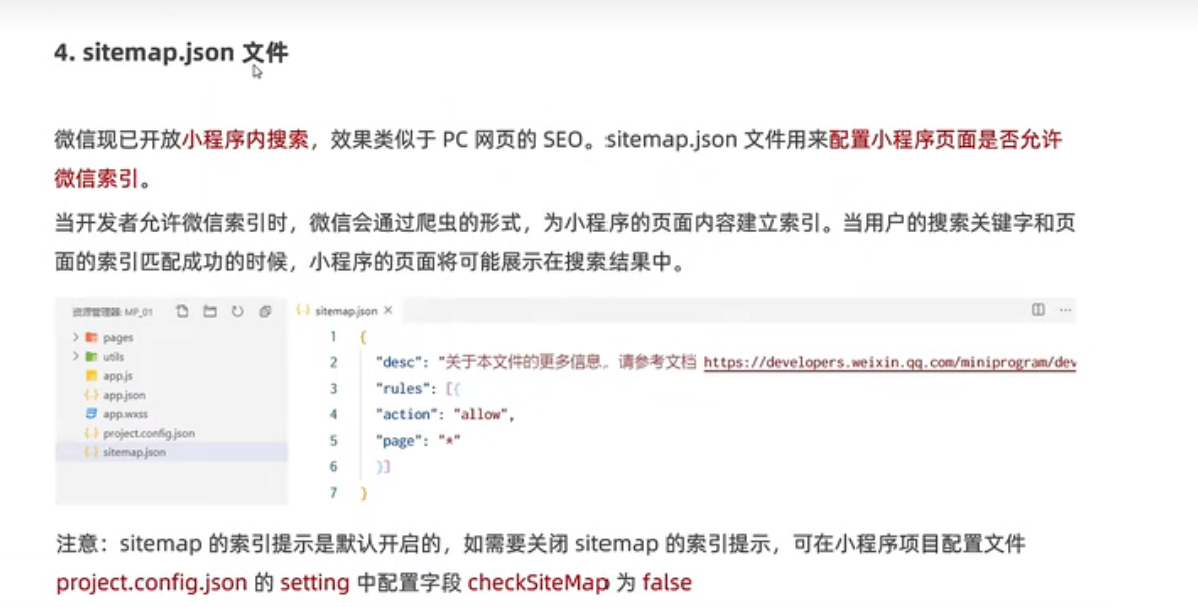 4. sitemap.json 文件
微信现已开放小程序内搜索，效果类似于 PC 网页的 SEO。sitemap.json 文件用来配置小程序页面是否允许
微信索引。
当开发者允许微信索引时，微信会通过爬虫的形式，为小程序的页面内容建立索引。当用户的搜索关键字和页
面的索引匹配成功的时候，小程序的页面将可能展示在搜索结果中。
资源管理器: MP_01
pages
utils
app.js
app.json
app.wxss
project.config.json
sitemap.json
sitemap.json
1 {
2 "desc": "关于本文件的更多信息，请参考文档 https://developers.weixin.qq.com/miniprogram/dev
3 "rules": [{
4 "action": "allow",
5 "page": "*"
6 }]
7 }
注意：sitemap 的索引提示是默认开启的，如需要关闭 sitemap 的索引提示，可在小程序项目配置文件
project.config.json 的 setting 中配置字段 checkSiteMap 为 false